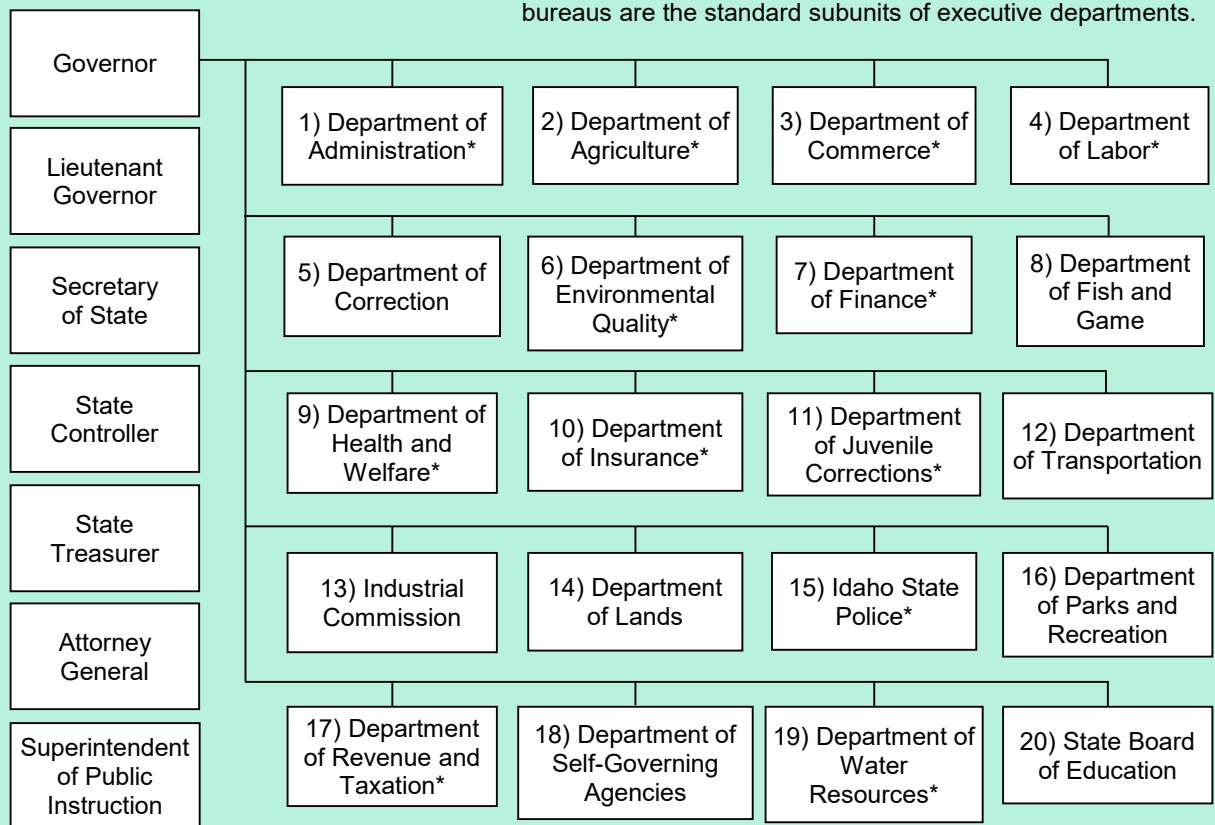 bureaus are the standard subunits of executive departments.
Governor
Lieutenant
Governor
Secretary
of State
State
Controller
State
Treasurer
Attorney
General
Superintendent
of Public
Instruction
1) Department of
Administration*
2) Department of
Agriculture*
3) Department of
Commerce*
4) Department
of Labor*
5) Department of
Correction
6) Department of
Environmental
Quality*
7) Department
of Finance*
8) Department
of Fish and
Game
9) Department of
Health and
Welfare*
10) Department
of Insurance*
11) Department
of Juvenile
Corrections*
12) Department
of Transportation
13) Industrial
Commission
14) Department
of Lands
15) Idaho State
Police*
16) Department
of Parks and
Recreation
17) Department
of Revenue and
Taxation*
18) Department of
Self-Governing
Agencies
19) Department of
Water
Resources*
20) State Board
of Education